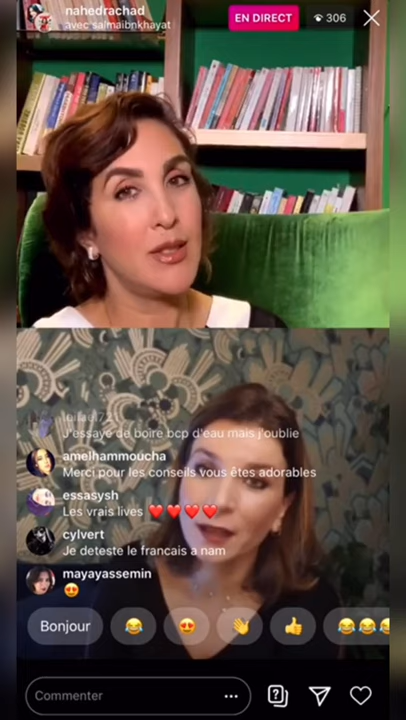 nahedrachad
avec salmaibnkhayat
EN DIRECT
306
J'essaye de boire bcp d'eau mais j'oublie
amelhammoucha
Merci pour les conseils vous êtes adorables
essasysh
Les vrais lives ❤️❤️❤️❤️
cylvert
Je deteste le francais a nam
mayayassemin
😍
Bonjour 😂 😍 👋 👍 😂😂😂
Commenter